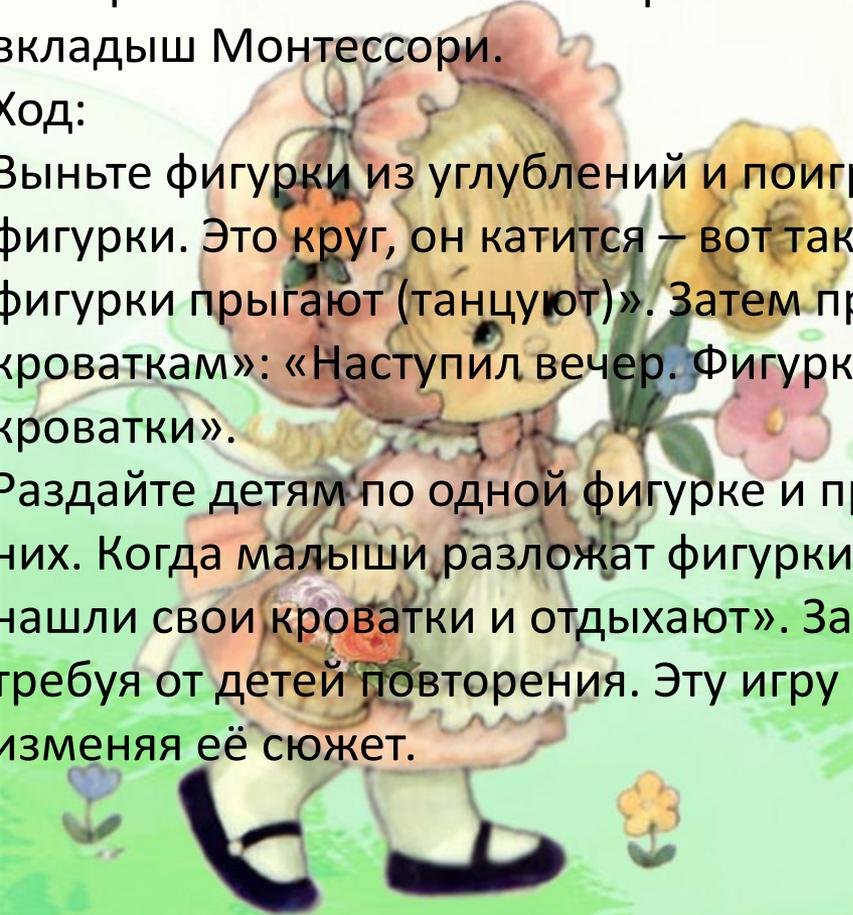 вкладыш Монтессори.
Ход:
Выньте фигурки из углублений и поигр
фигурки. Это круг, он катится – вот так
фигурки прыгают (танцуют)». Затем пр
кроваткам»: «Наступил вечер. Фигурк
кроватки».
Раздайте детям по одной фигурке и пр
них. Когда малыши разложат фигурки
нашли свои кроватки и отдыхают». За
требуя от детей повторения. Эту игру
изменяя её сюжет.